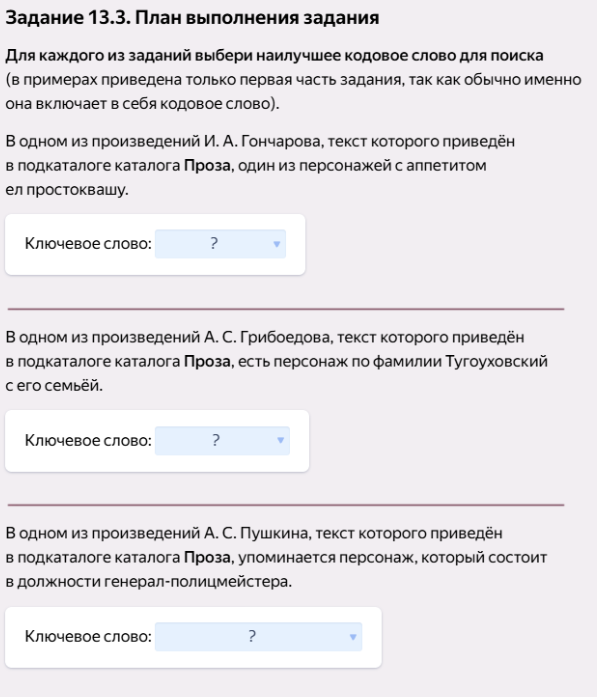 Задание 13.3. План выполнения задания
Для каждого из заданий выбери наилучшее кодовое слово для поиска
(в примерах приведена только первая часть задания, так как обычно именно
она включает в себя кодовое слово).
В одном из произведений И. А. Гончарова, текст которого приведён
в подкаталоге каталога Проза, один из персонажей с аппетитом
ел простоквашу.
Ключевое слово: ?
В одном из произведений А. С. Грибоедова, текст которого приведён
в подкаталоге каталога Проза, есть персонаж по фамилии Тугоуховский
с его семьёй.
Ключевое слово: ?
В одном из произведений А. С. Пушкина, текст которого приведён
в подкаталоге каталога Проза, упоминается персонаж, который состоит
в должности генерал-полицмейстера.
Ключевое слово: ?